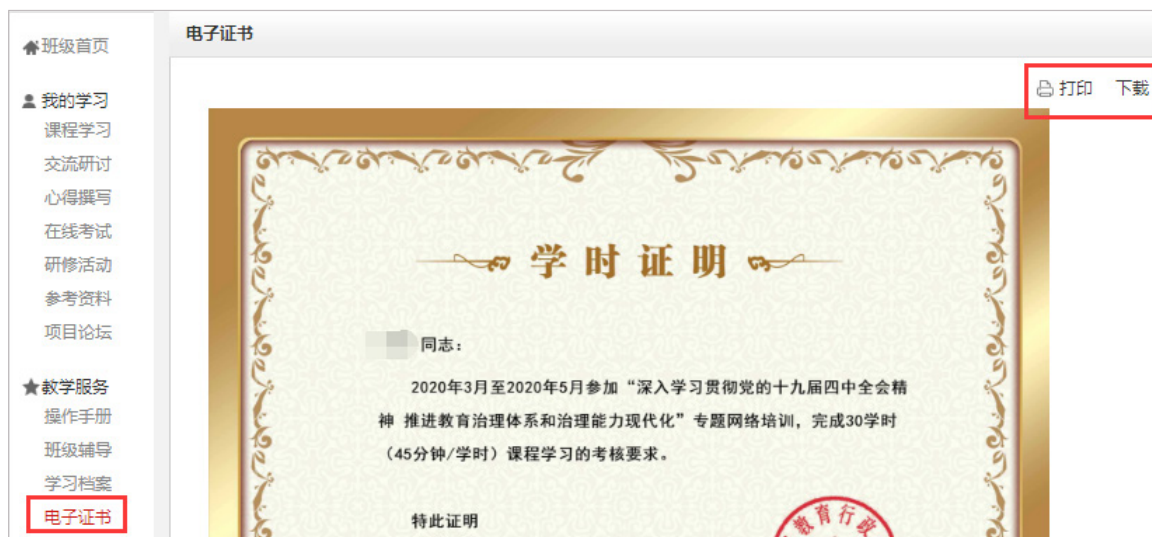 班级首页
我的学习
课程学习
交流研讨
心得撰写
在线考试
研修活动
参考资料
项目论坛
教学服务
操作手册
班级辅导
学习档案
电子证书
电子证书
打印 下载
学时证明
同志：
2020年3月至2020年5月参加“深入学习贯彻党的十九届四中全会精
神 推进教育治理体系和治理能力现代化”专题网络培训，完成30学时
（45分钟/学时）课程学习的考核要求。
特此证明
教育行政